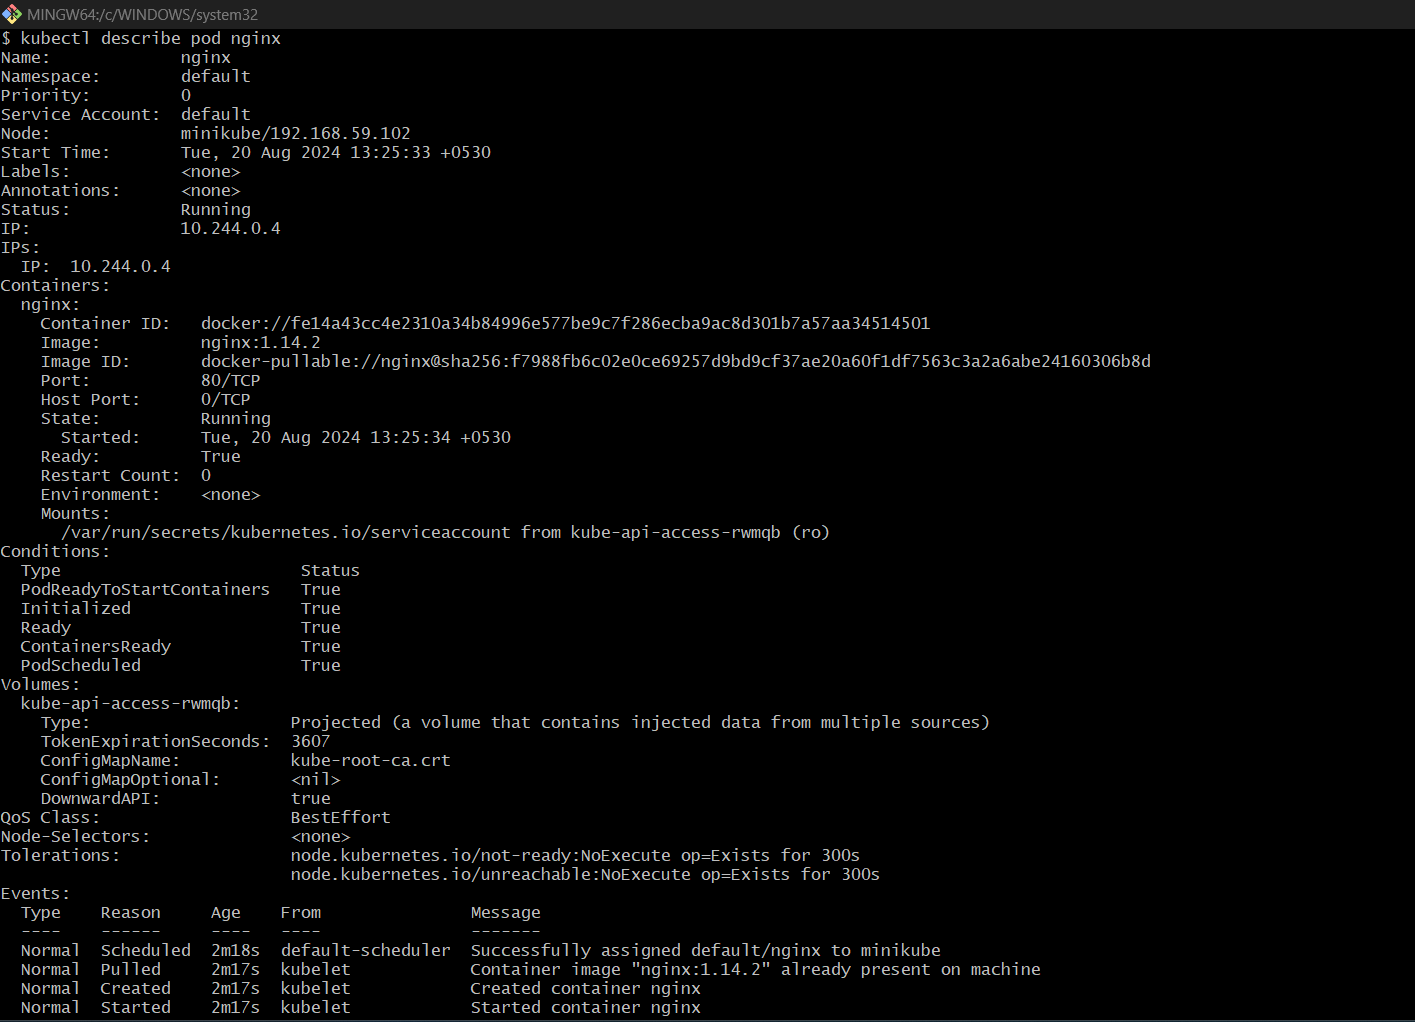 MINGW64:/c/WINDOWS/system32
$ kubectl describe pod nginx
Name:             nginx
Namespace:        default
Priority:         0
Service Account:  default
Node:             minikube/192.168.59.102
Start Time:       Tue, 20 Aug 2024 13:25:33 +0530
Labels:           <none>
Annotations:      <none>
Status:           Running
IP:               10.244.0.4
IPs:
  IP:  10.244.0.4
Containers:
  nginx:
    Container ID:   docker://fe14a43cc4e2310a34b84996e577be9c7f286ecba9ac8d301b7a57aa34514501
    Image:          nginx:1.14.2
    Image ID:       docker-pullable://nginx@sha256:f7988fb6c02e0ce69257d9bd9cf37ae20a60f1df7563c3a2a6abe24160306b8d
    Port:           80/TCP
    Host Port:      0/TCP
    State:          Running
      Started:      Tue, 20 Aug 2024 13:25:34 +0530
    Ready:          True
    Restart Count:  0
    Environment:    <none>
    Mounts:
      /var/run/secrets/kubernetes.io/serviceaccount from kube-api-access-rwmqb (ro)
Conditions:
  Type                        Status
  PodReadyToStartContainers   True
  Initialized                 True
  Ready                       True
  ContainersReady             True
  PodScheduled                True
Volumes:
  kube-api-access-rwmqb:
    Type:                    Projected (a volume that contains injected data from multiple sources)
    TokenExpirationSeconds:  3607
    ConfigMapName:           kube-root-ca.crt
    ConfigMapOptional:       <nil>
    DownwardAPI:             true
QoS Class:                   BestEffort
Node-Selectors:              <none>
Tolerations:                 node.kubernetes.io/not-ready:NoExecute op=Exists for 300s
                             node.kubernetes.io/unreachable:NoExecute op=Exists for 300s
Events:
  Type    Reason     Age    From               Message
  ----    ------     ----   ----               -------
  Normal  Scheduled  2m18s  default-scheduler  Successfully assigned default/nginx to minikube
  Normal  Pulled     2m17s  kubelet            Container image "nginx:1.14.2" already present on machine
  Normal  Created    2m17s  kubelet            Created container nginx
  Normal  Started    2m17s  kubelet            Started container nginx